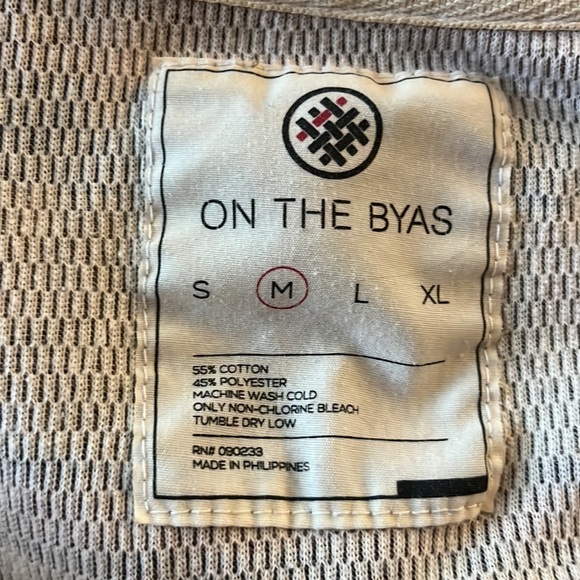 ON THE BYAS
S M L XL
55% COTTON
45% POLYESTER
MACHINE WASH COLD
ONLY NON-CHLORINE BLEACH
TUMBLE DRY LOW
RN# 090233
MADE IN PHILIPPINES